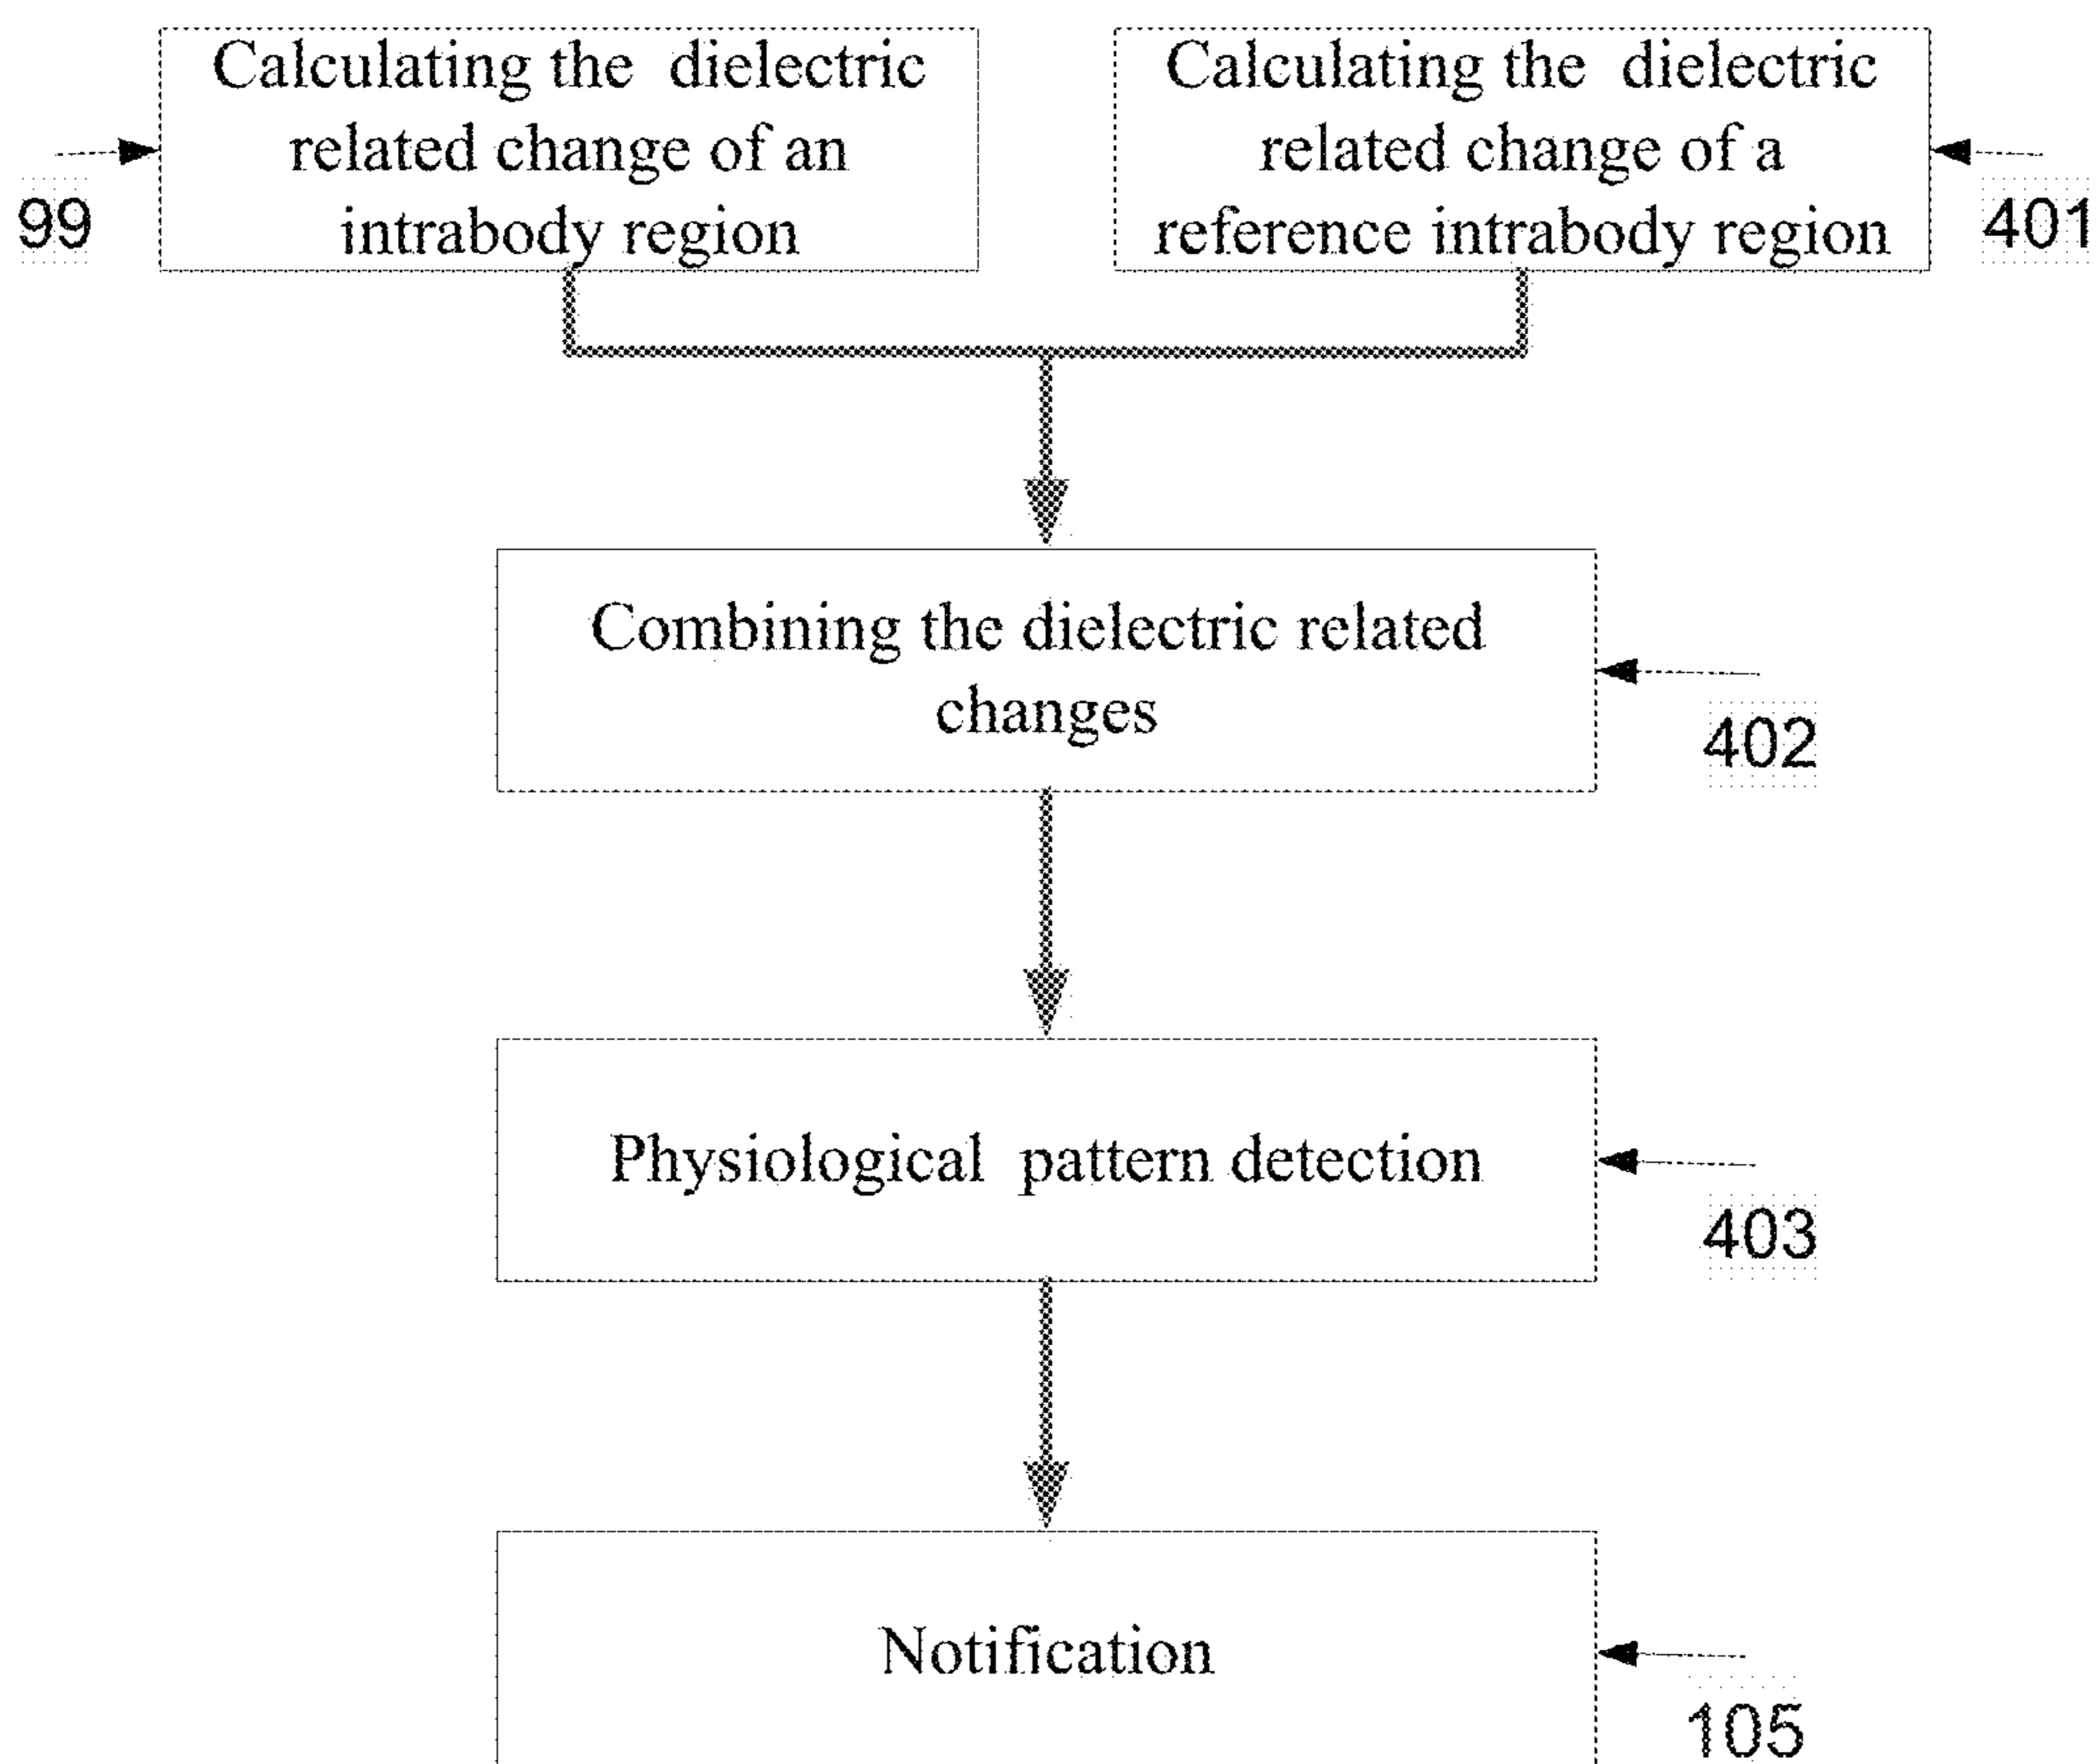 Calculating the dielectric
related change of an
intrabody region
99
Calculating the dielectric
related change of a
reference intrabody region
401
Combining the dielectric related
changes
402
Physiological pattern detection
403
Notification
105